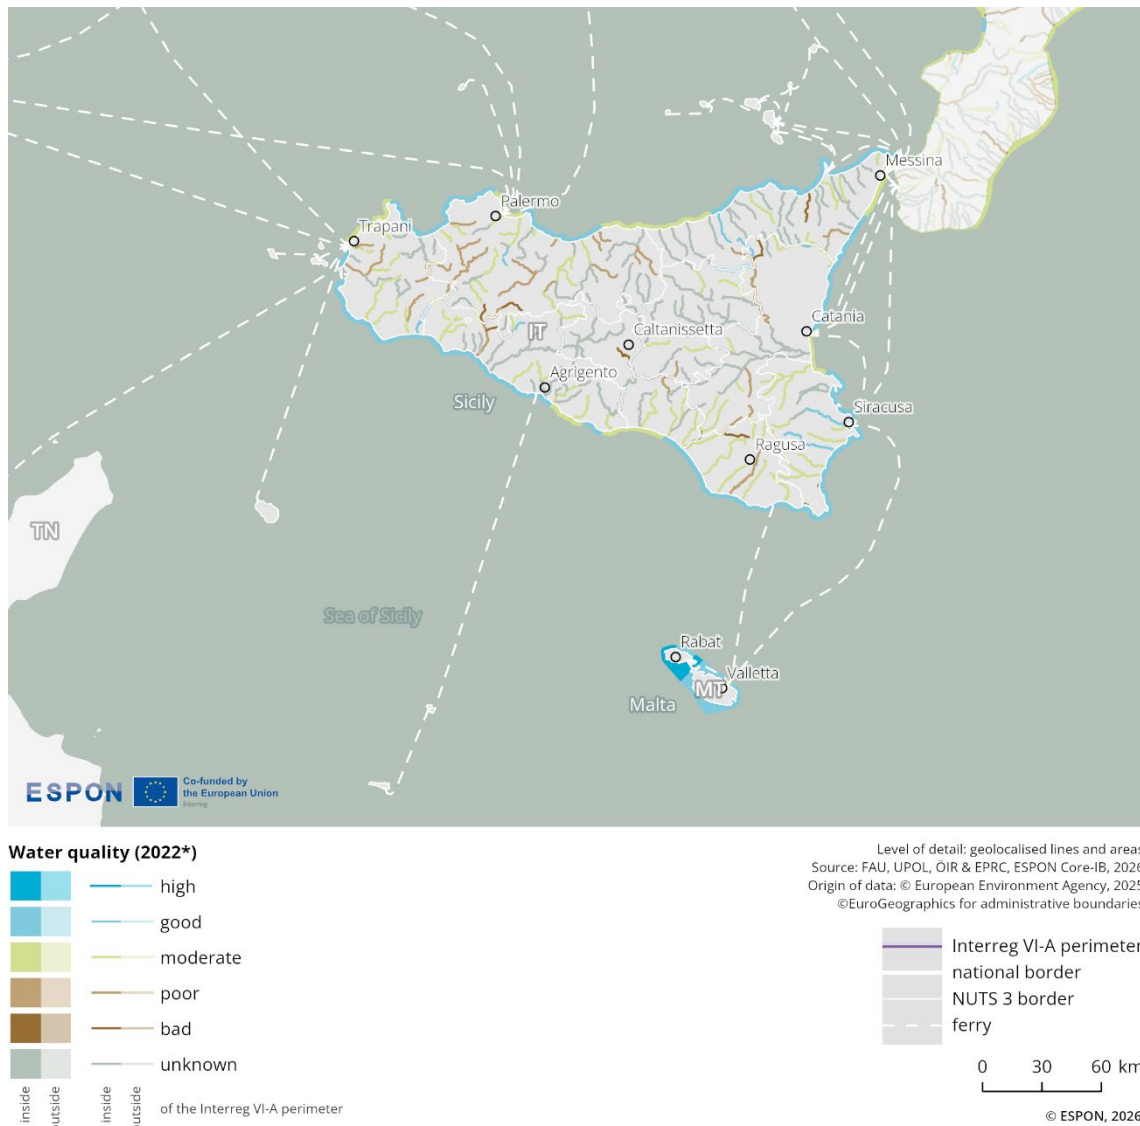 Messina
Palermo
Trapani
Catania
IT
Caltanissetta
Agrigento
Sicily
Siracusa
Ragusa
TN
Sea of Sicily
Rabat
Valletta
MT
Malta
ESPON
Co-funded by
the European Union
Interreg
Water quality (2022*)
high
good
moderate
poor
bad
unknown
inside
outside
inside
outside
of the Interreg VI-A perimeter
Level of detail: geolocalised lines and areas
Source: FAU, UPOL, ÖIR & EPRC, ESPON Core-IB, 2026
Origin of data: © European Environment Agency, 2025
©EuroGeographics for administrative boundaries
Interreg VI-A perimeter
national border
NUTS 3 border
ferry
0 30 60 km
© ESPON, 2026